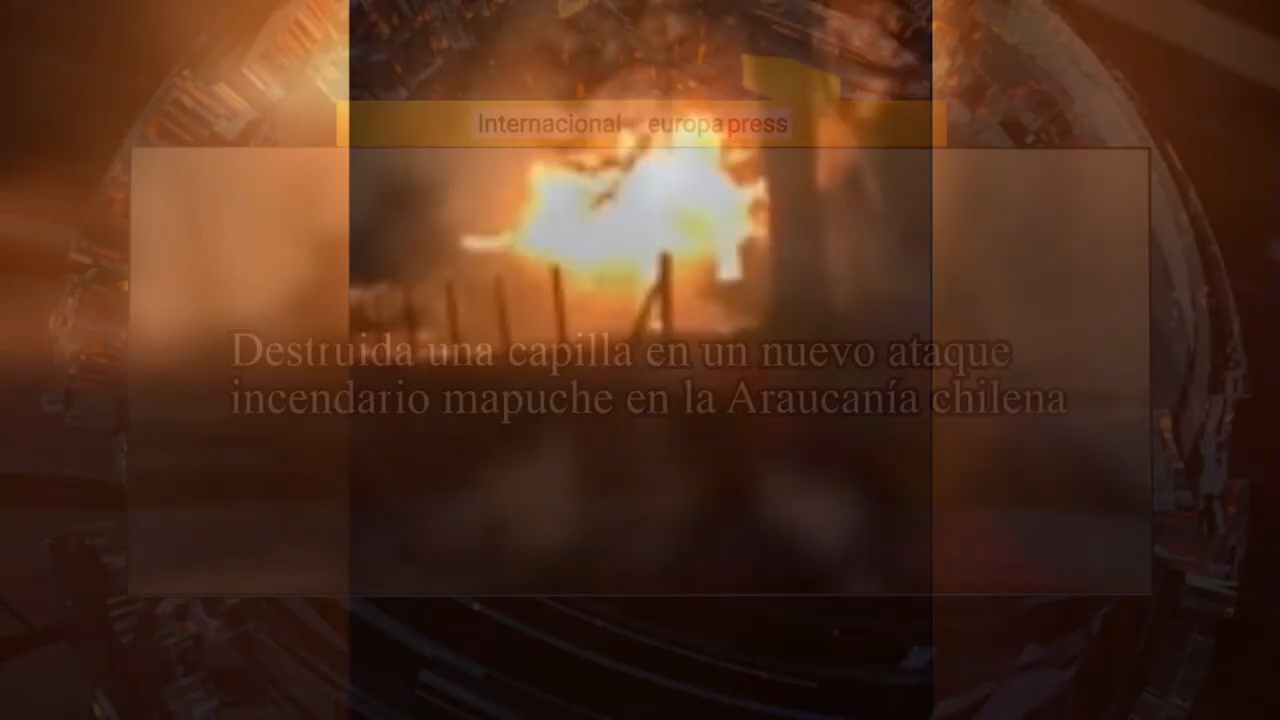 Internacional europa press
Destruida una capilla en un nuevo ataque
incendario mapuche en la Araucanía chilena